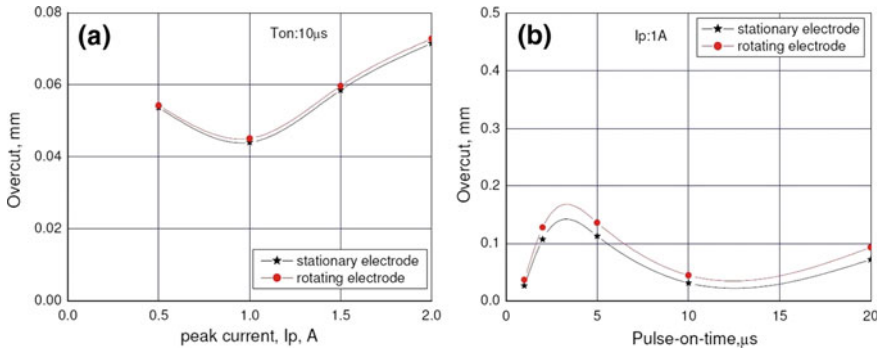 (a)
Ton:10μs
0.08
0.06
0.04
0.02
0.00
Overcut, mm
stationary electrode
rotating electrode
0.0 0.5 1.0 1.5 2.0
peak current, Ip, A
(b)
Ip:1A
stationary electrode
rotating electrode
0.5
0.4
0.3
0.2
0.1
0.0
Overcut, mm
0 5 10 15 20
Pulse-on-time,μs